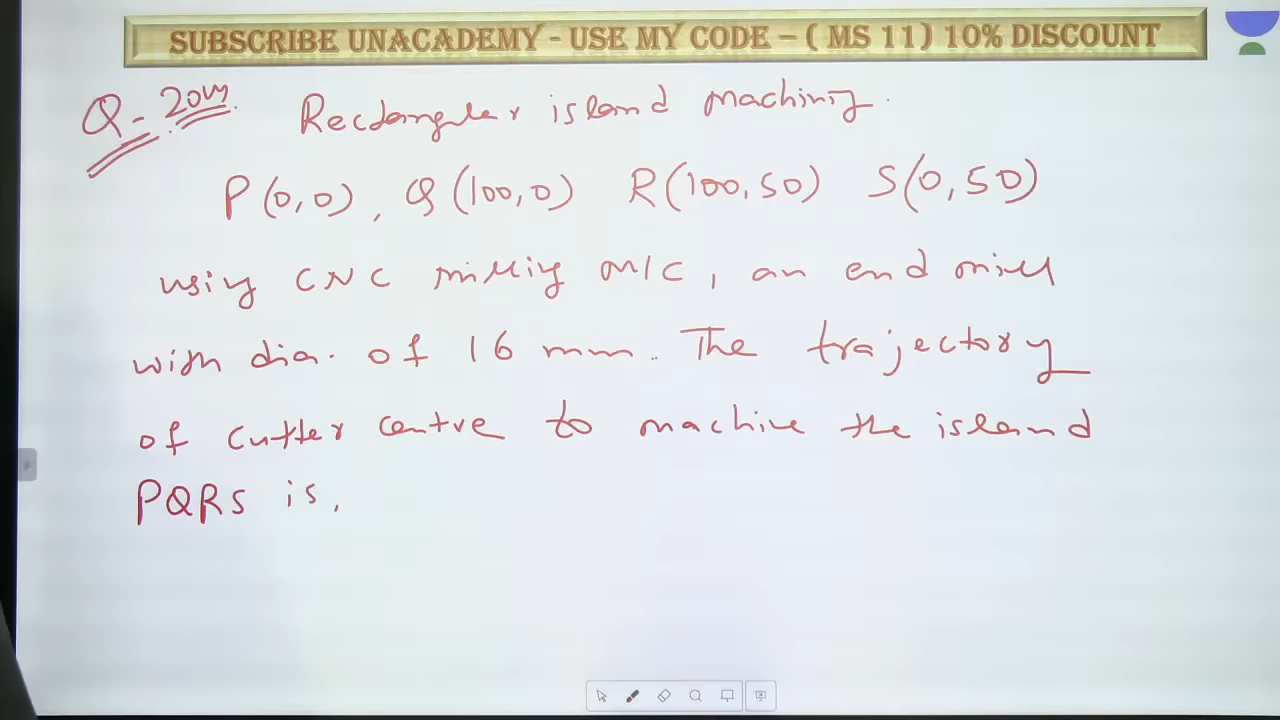 SUBSCRIBE UNACADEMY - USE MY CODE – ( MS 11) 10% DISCOUNT
Q - Rectangular island machining.
P (0,0), Q (100,0) R(100,50) S(0,50)
using CNC milling m/c, an end mill
with dia. of 16 mm. The trajectory
of cutter centre to machine the island
PQRS is,